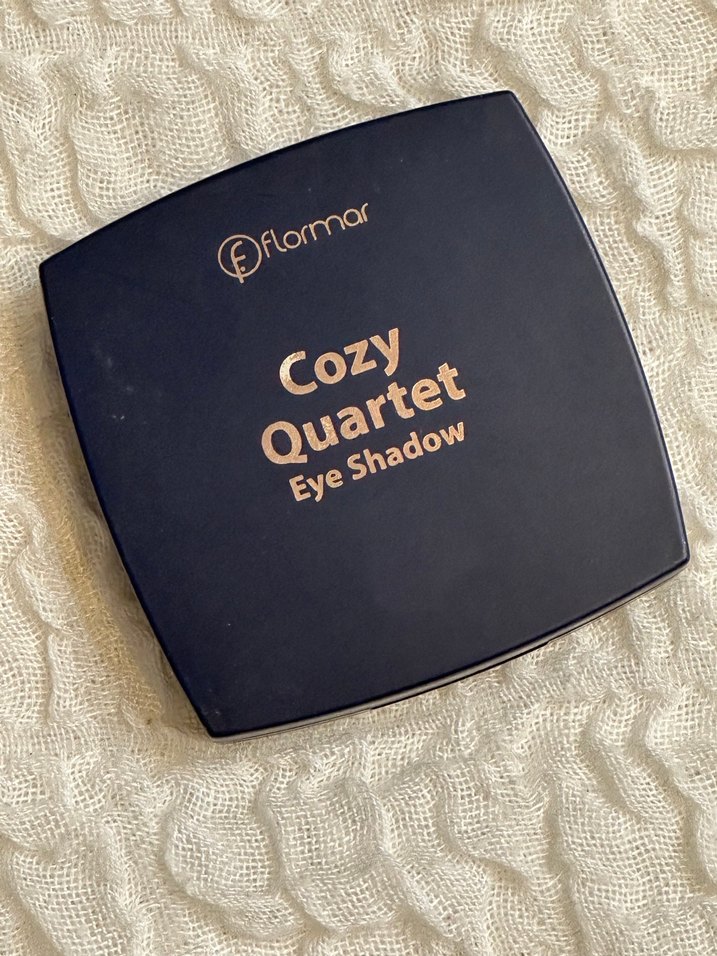 flormar
Cozy
Quartet
Eye Shadow